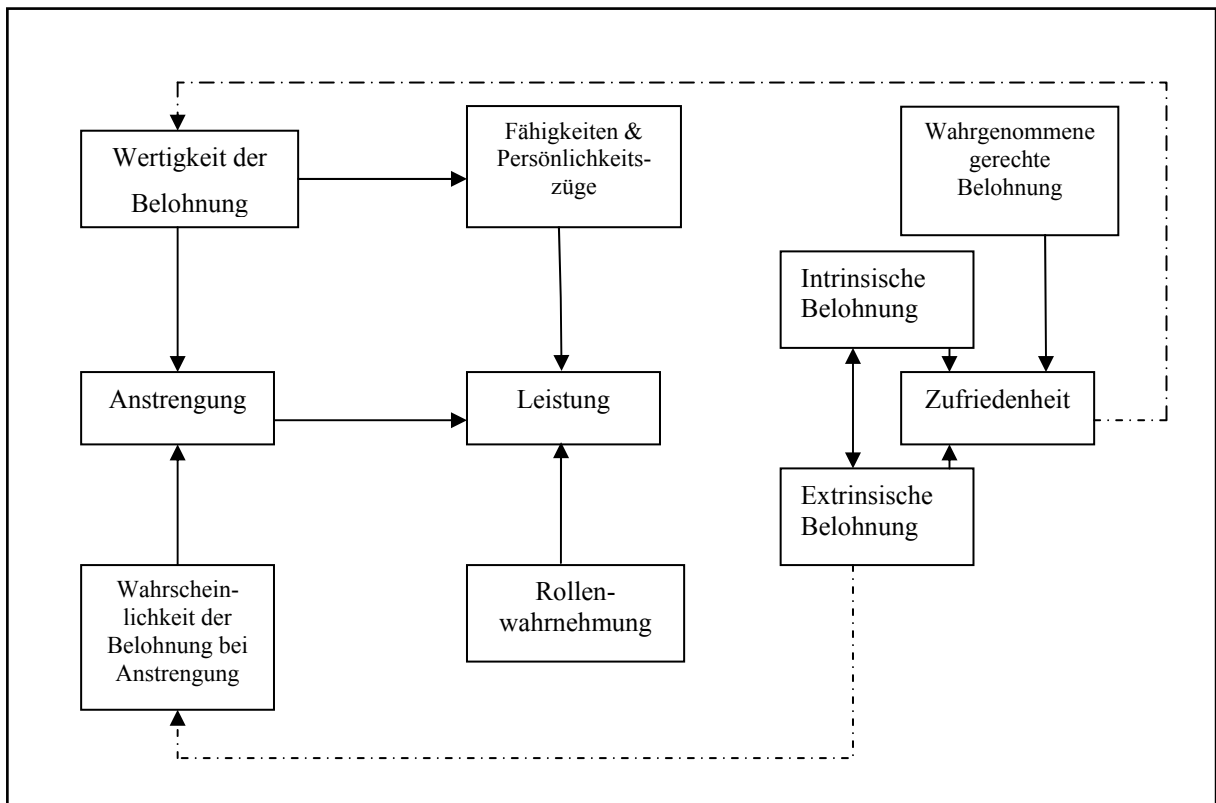 Wertigkeit der
Belohnung
Fähigkeiten &
Persönlichkeits-
züge
Wahrgenommene
gerechte
Belohnung
Intrinsische
Belohnung
Anstrengung
Leistung
Zufriedenheit
Extrinsische
Belohnung
Wahrschein-
lichkeit der
Belohnung bei
Anstrengung
Rollen-
wahrnehmung